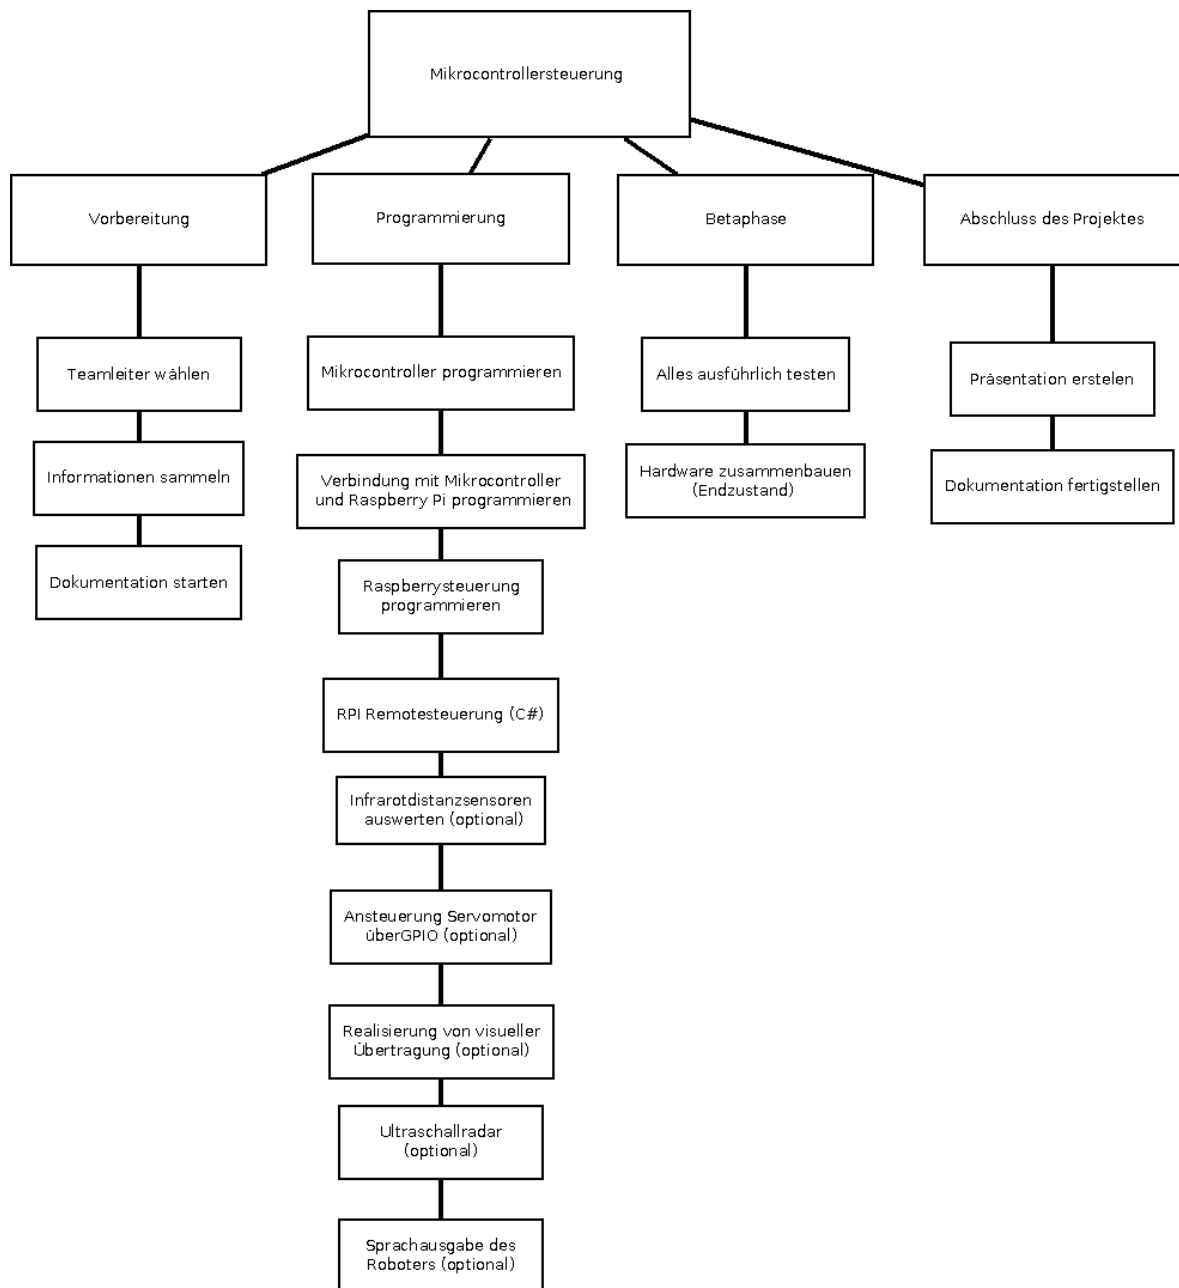 Mikrocontrollersteuerung
Vorbereitung
Programmierung
Betaphase
Abschluss des Projektes
Teamleiter wählen
Informationen sammeln
Dokumentation starten
Mikrocontroller programmieren
Verbindung mit Mikrocontroller
und Raspberry Pi programmieren
Raspberrysteuerung
programmieren
RPI Remotesteuerung (C#)
Infrarotdistanzsensoren
auswerten (optional)
Ansteuerung Servomotor
überGPIO (optional)
Realisierung von visueller
Übertragung (optional)
Ultraschallradar
(optional)
Sprachausgabe des
Roboters (optional)
Alles ausführlich testen
Hardware zusammenbauen
(Endzustand)
Präsentation erstelen
Dokumentation fertigstellen